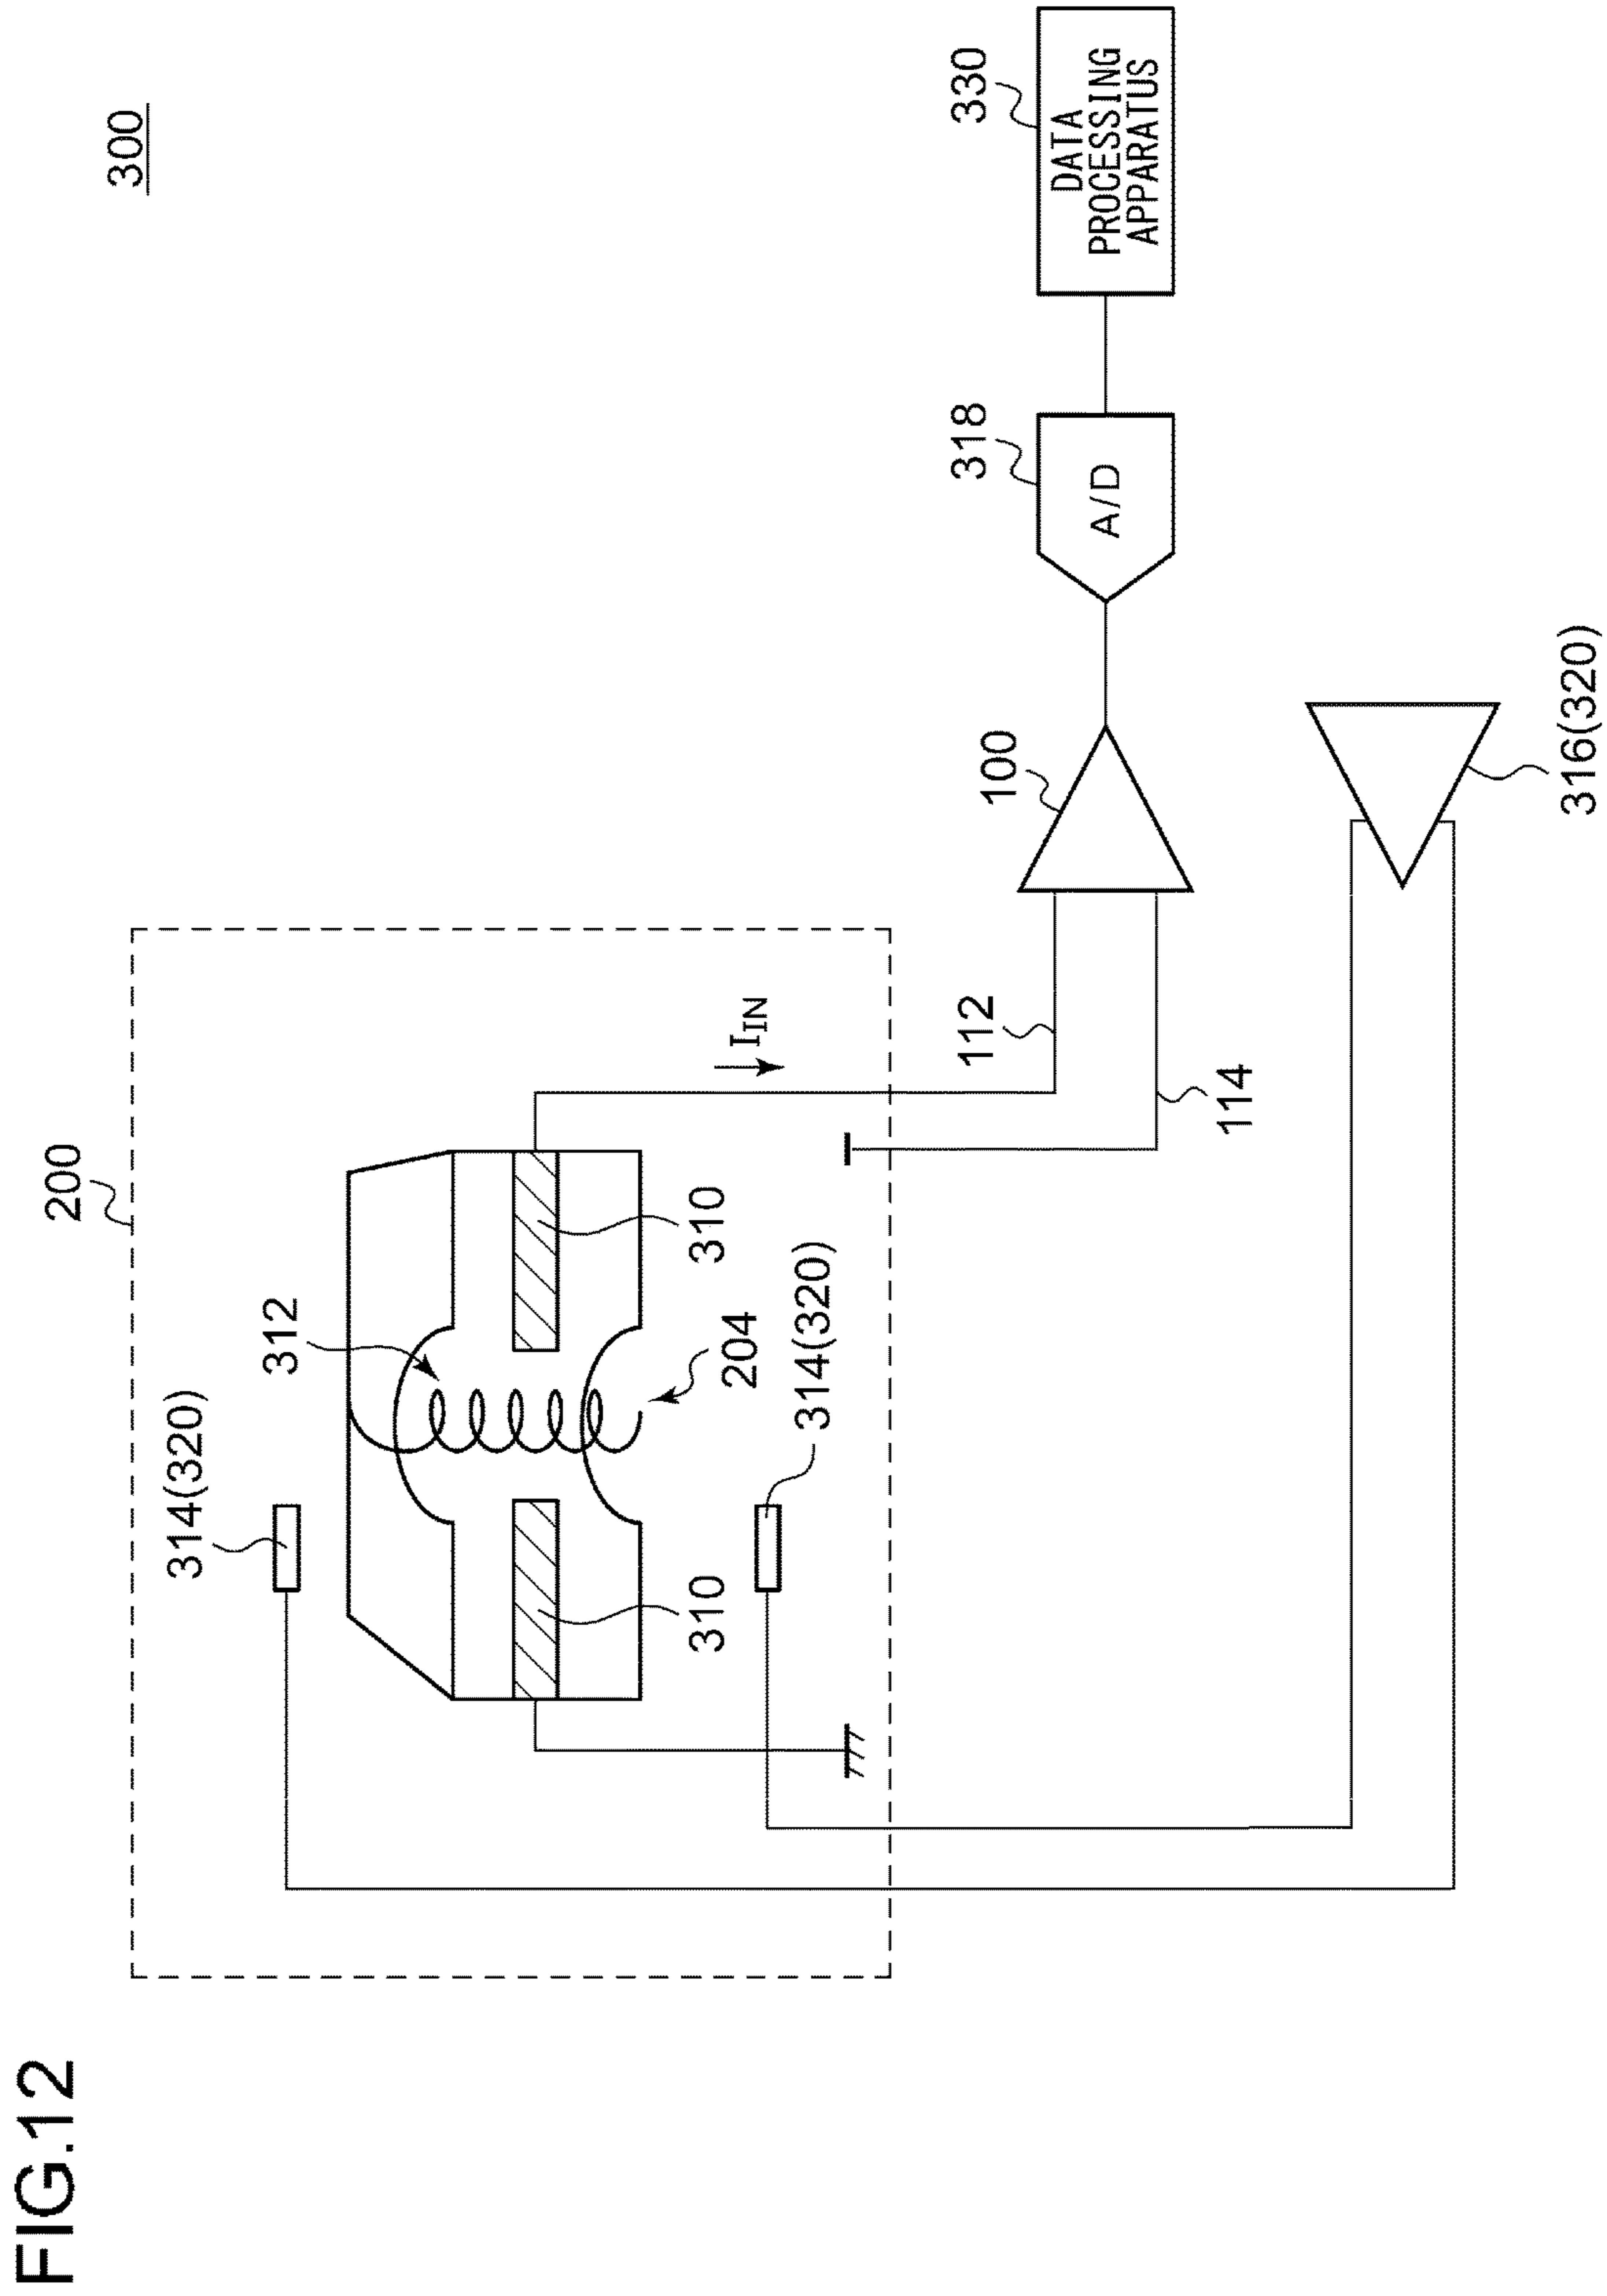 FIG.12
300
200
314(320)
312
310
310
204
314(320)
I_IN
112
114
100
318
A/D
330
DATA
PROCESSING
APPARATUS
316(320)